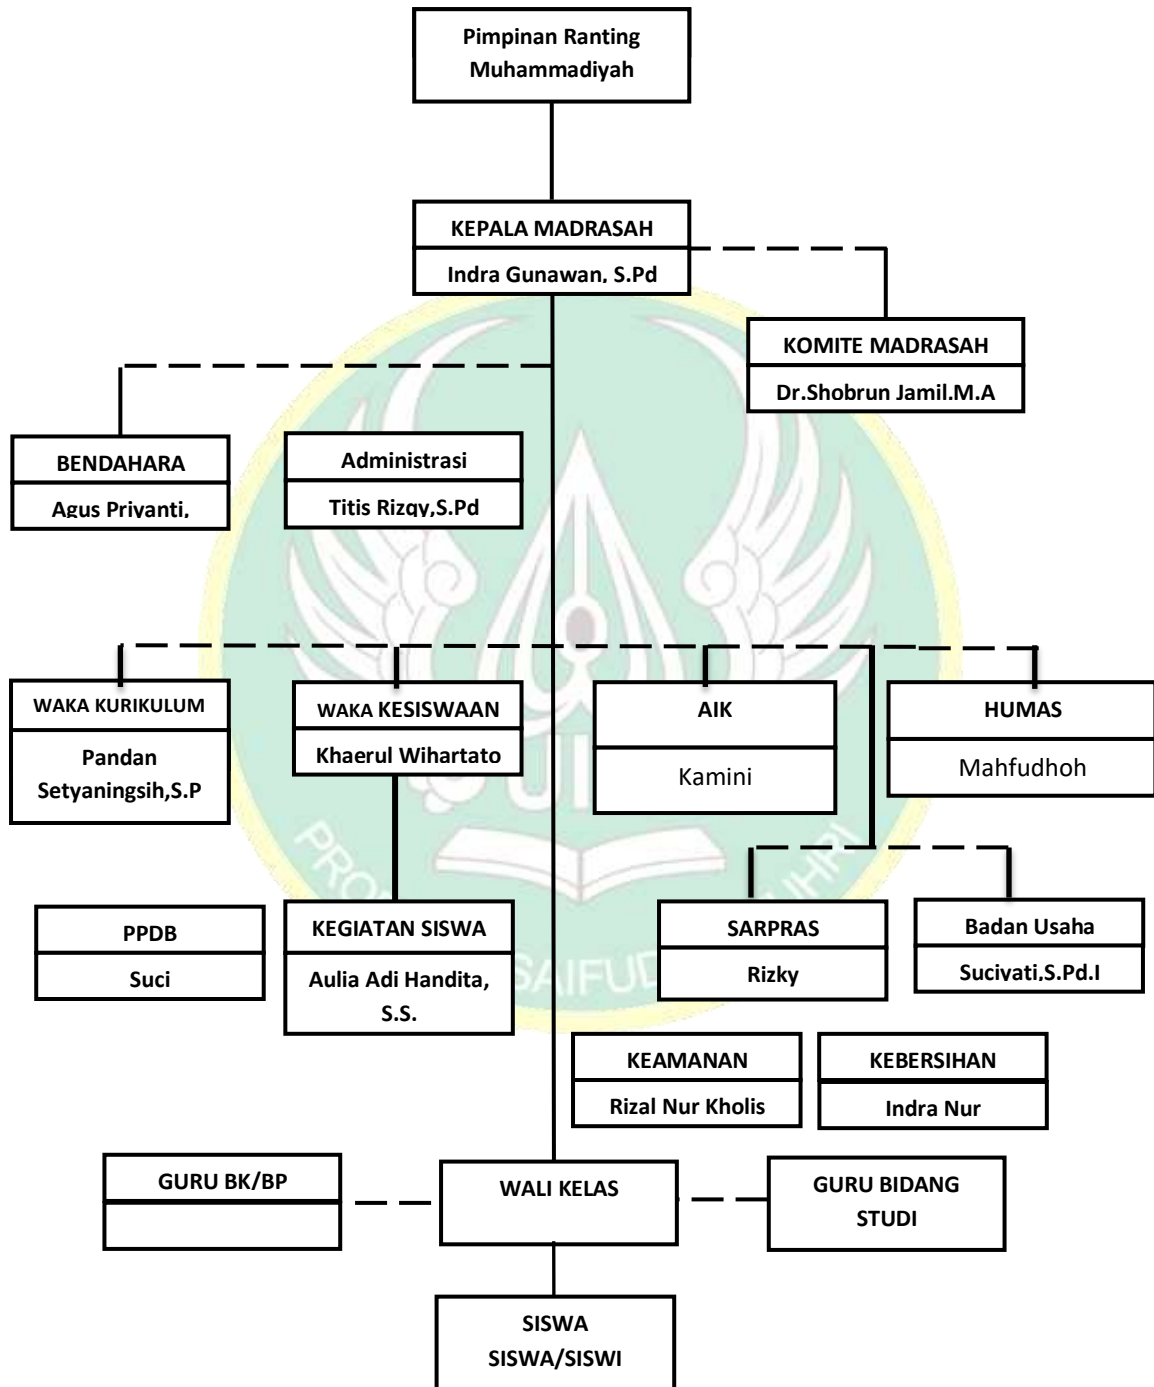 Pimpinan Ranting
Muhammadiyah
KEPALA MADRASAH
Indra Gunawan, S.Pd
KOMITE MADRASAH
Dr.Shobrun Jamil.M.A
BENDAHARA
Agus Priyanti,
Administrasi
Titis Rizqy,S.Pd
WAKA KURIKULUM
Pandan
Setyaningsih,S.P
WAKA KESISWAAN
Khaerul Wihartato
AIK
Kamini
HUMAS
Mahfudhoh
PPDB
Suci
KEGIATAN SISWA
Aulia Adi Handita,
S.S.
SARPRAS
Rizky
Badan Usaha
Suciyati,S.Pd.I
KEAMANAN
Rizal Nur Kholis
KEBERSIHAN
Indra Nur
GURU BK/BP
WALI KELAS
GURU BIDANG
STUDI
SISWA
SISWA/SISWI